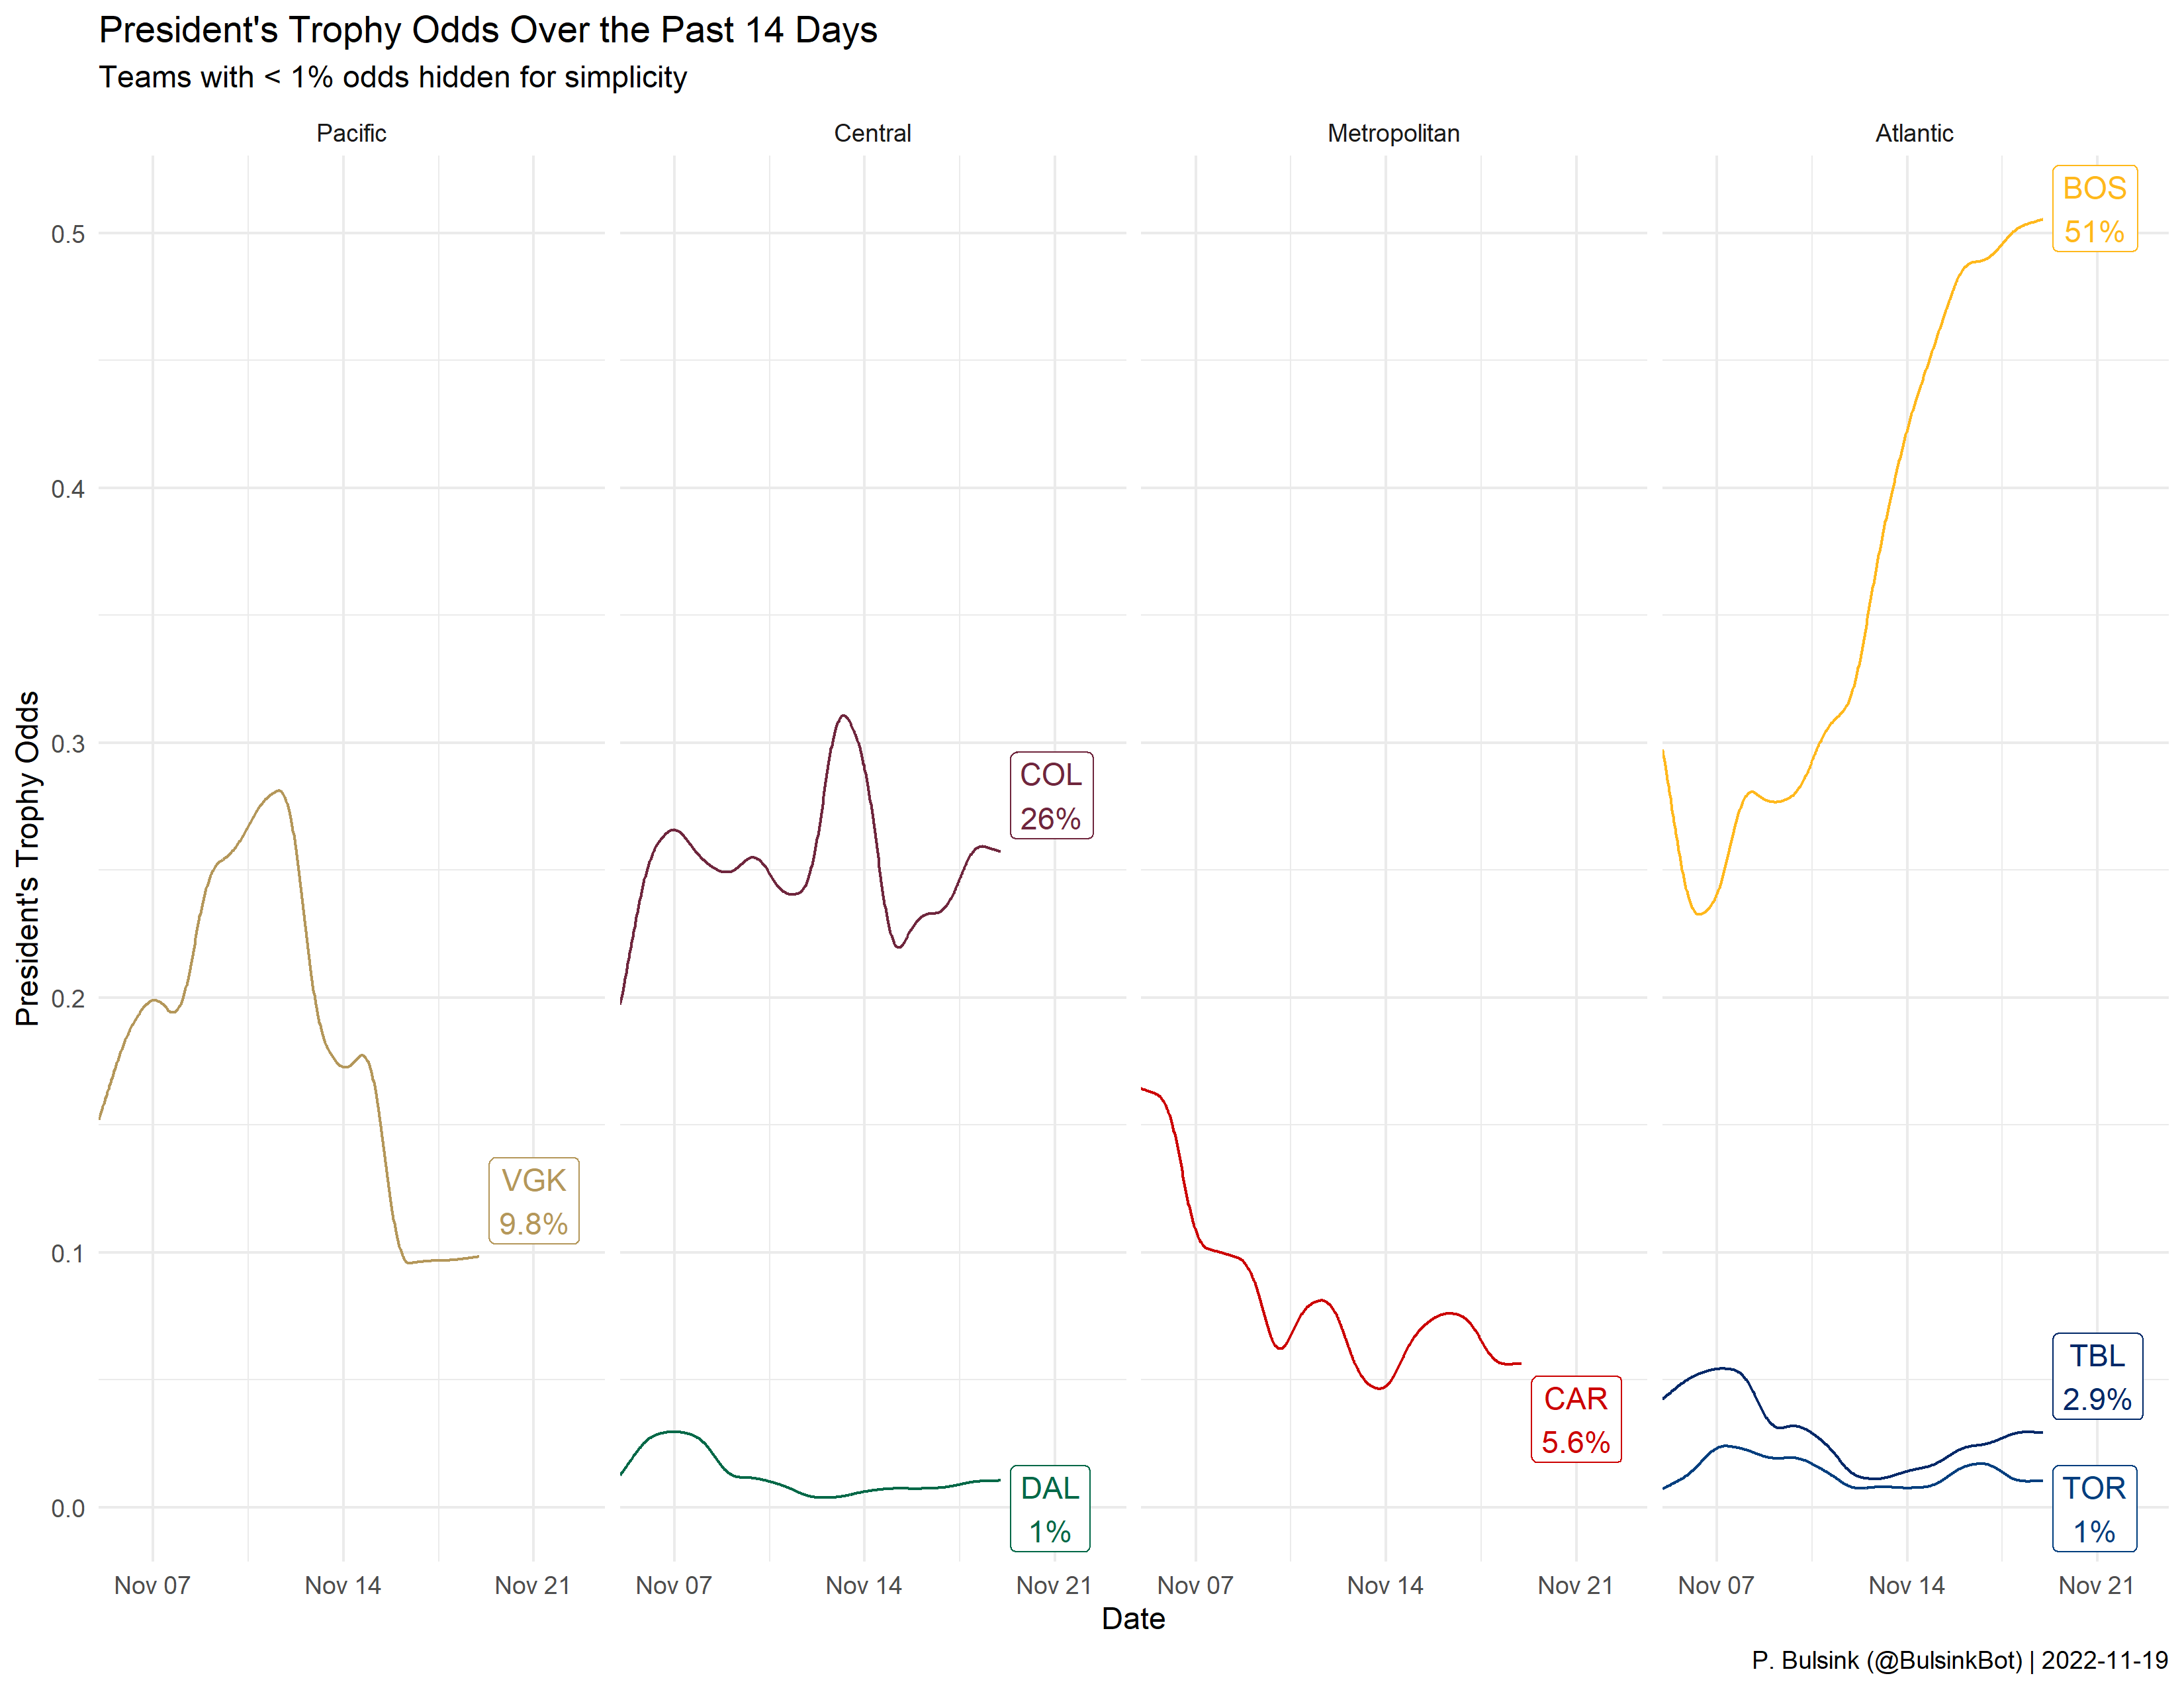 President's Trophy Odds Over the Past 14 Days
Teams with < 1% odds hidden for simplicity
Pacific
Central
Metropolitan
Atlantic
President's Trophy Odds
0.5
0.4
0.3
0.2
0.1
0.0
VGK
9.8%
COL
26%
DAL
1%
CAR
5.6%
BOS
51%
TBL
2.9%
TOR
1%
Nov 07
Nov 14
Nov 21
Nov 07
Nov 14
Nov 21
Nov 07
Nov 14
Nov 21
Nov 07
Nov 14
Nov 21
Date
P. Bulsink (@BulsinkBot) | 2022-11-19